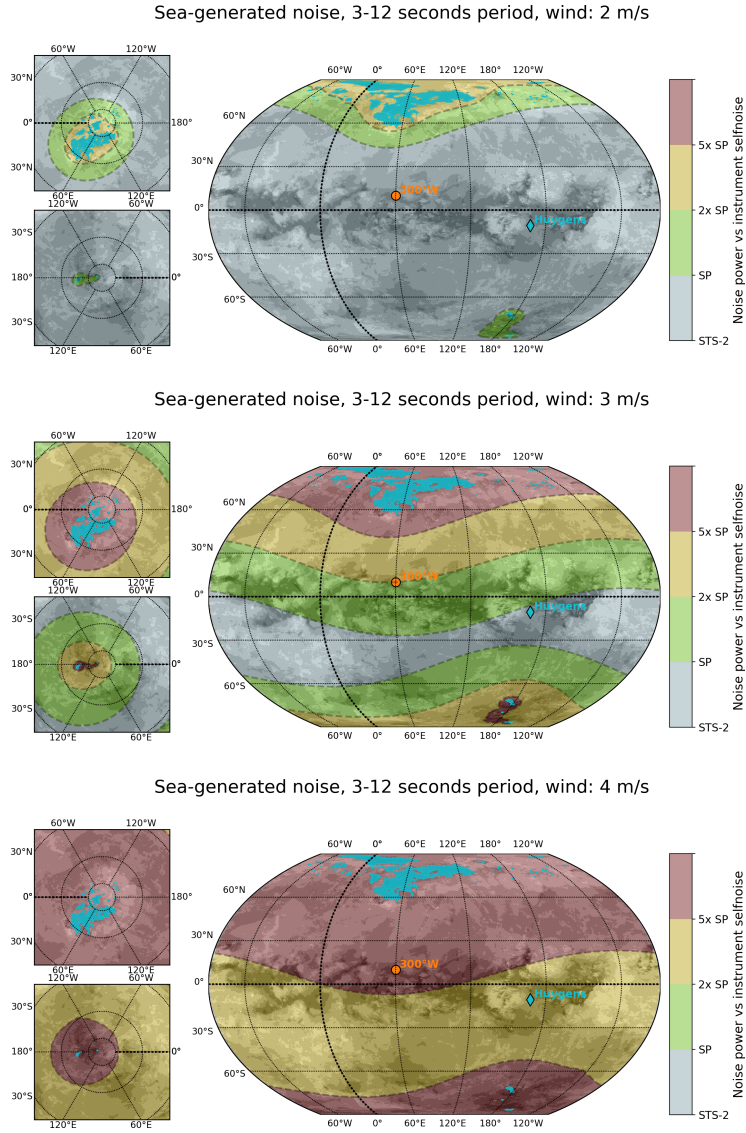 Sea-generated noise, 3-12 seconds period, wind: 2 m/s
60°W 120°W
30°N
0° 180°
30°N
60°E 120°E
60°W 120°W
30°S
180° 0°
30°S
120°E 60°E
60°W 0° 60°E 120°E 180° 120°W
60°N
30°N
0°
30°S
60°S
300°W
Huygens
60°W 0° 60°E 120°E 180° 120°W
5x SP
2x SP
SP
STS-2
Noise power vs instrument selfnoise
Sea-generated noise, 3-12 seconds period, wind: 3 m/s
60°W 120°W
30°N
0° 180°
30°N
60°E 120°E
120°W 60°W
30°S
180° 0°
30°S
120°E 60°E
60°W 0° 60°E 120°E 180° 120°W
60°N
30°N
0°
30°S
60°S
300°W
Huygens
60°W 0° 60°E 120°E 180° 120°W
5x SP
2x SP
SP
STS-2
Noise power vs instrument selfnoise
Sea-generated noise, 3-12 seconds period, wind: 4 m/s
60°W 120°W
30°N
0° 180°
30°N
30°S
180° 0°
30°S
120°E 60°E
60°W 0° 60°E 120°E 180° 120°W
60°N
30°N
0°
30°S
60°S
300°W
Huygens
60°W 0° 60°E 120°E 180° 120°W
5x SP
2x SP
SP
STS-2
Noise power vs instrument selfnoise